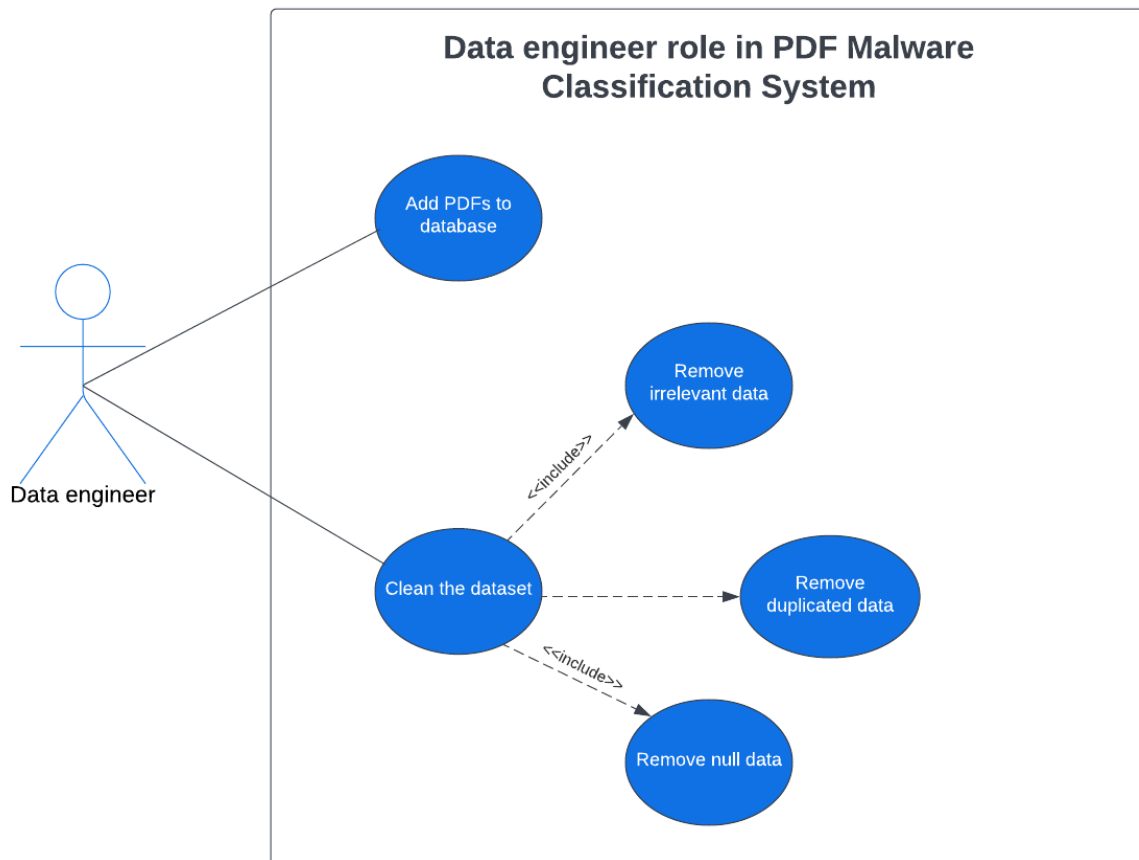 Data engineer role in PDF Malware
Classification System
Add PDFs to
database
Remove
irrelevant data
<<include>>
Data engineer
Clean the dataset
Remove
duplicated data
<<include>>
Remove null data